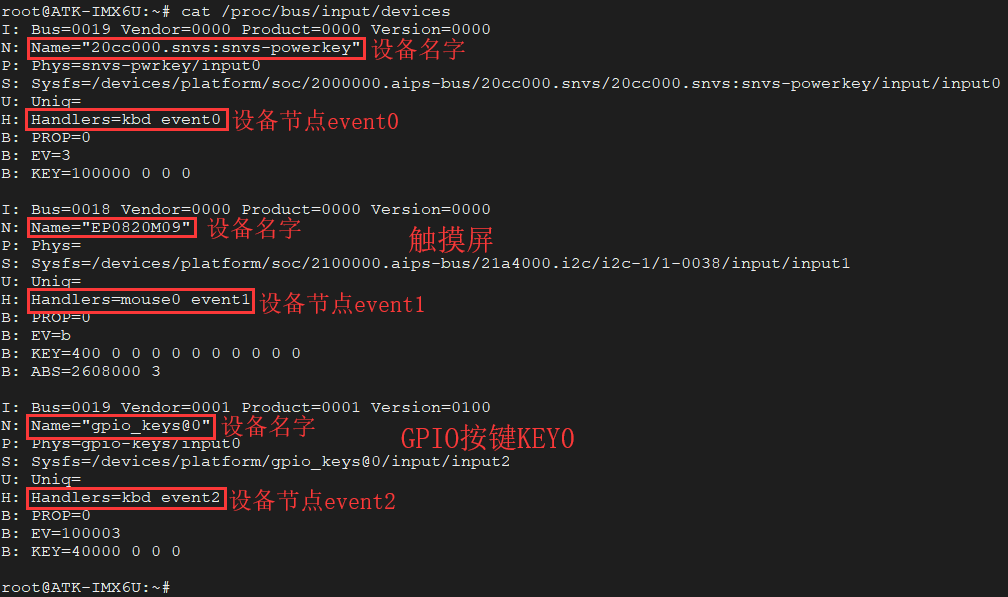 root@ATK-IMX6U:~# cat /proc/bus/input/devices
I: Bus=0019 Vendor=0000 Product=0000 Version=0000
N: Name="20cc000.snvs:snvs-powerkey" 设备名字
P: Phys=snvs-pwrkey/input0
S: Sysfs=/devices/platform/soc/2000000.aips-bus/20cc000.snvs/20cc000.snvs:snvs-powerkey/input/input0
U: Uniq=
H: Handlers=kbd event0 设备节点event0
B: PROP=0
B: EV=3
B: KEY=100000 0 0 0
I: Bus=0018 Vendor=0000 Product=0000 Version=0000
N: Name="EP0820M09" 设备名字
P: Phys= 触摸屏
S: Sysfs=/devices/platform/soc/2100000.aips-bus/21a4000.i2c/i2c-1/1-0038/input/input1
U: Uniq=
H: Handlers=mouse0 event1 设备节点event1
B: PROP=0
B: EV=b
B: KEY=400 0 0 0 0 0 0 0 0 0 0
B: ABS=2608000 3
I: Bus=0019 Vendor=0001 Product=0001 Version=0100
N: Name="gpio_keys@0" 设备名字
P: Phys=gpio-keys/input0 GPIO按键KEY0
S: Sysfs=/devices/platform/gpio_keys@0/input/input2
U: Uniq=
H: Handlers=kbd event2 设备节点event2
B: PROP=0
B: EV=100003
B: KEY=40000 0 0 0
root@ATK-IMX6U:~#